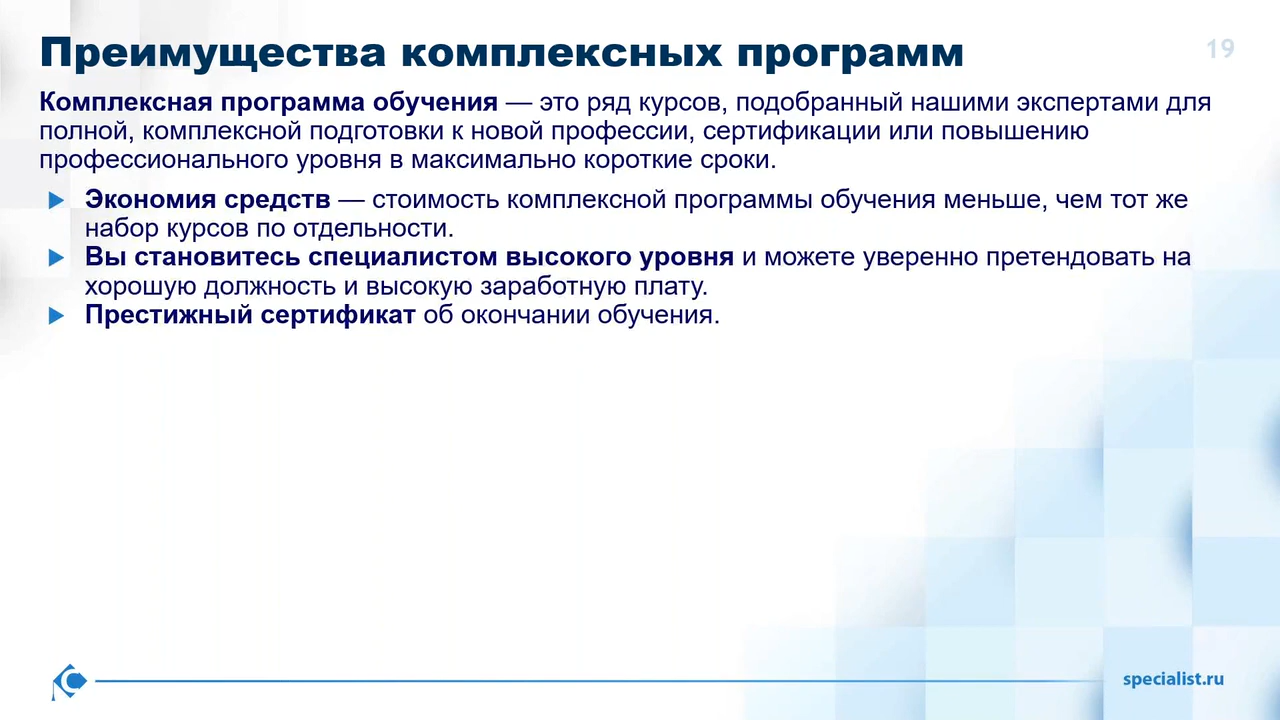 Преимущества комплексных программ
19
Комплексная программа обучения — это ряд курсов, подобранный нашими экспертами для
полной, комплексной подготовки к новой профессии, сертификации или повышению
профессионального уровня в максимально короткие сроки.
Экономия средств — стоимость комплексной программы обучения меньше, чем тот же
набор курсов по отдельности.
Вы становитесь специалистом высокого уровня и можете уверенно претендовать на
хорошую должность и высокую заработную плату.
Престижный сертификат об окончании обучения.
specialist.ru